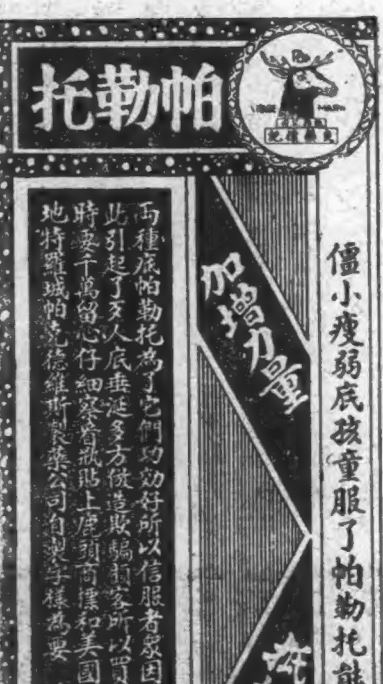 帕勒托
僵小瘦弱底孩童服了帕勒托能
加增力量
两種底帕勒托為了它們功効好所以信服者衆因
此引起了多人底垂涎多方倣造欺騙顧客所以買
時要千萬留心仔細察看瓶貼上鹿頭商標和美國
地特羅城帕克德維斯製藥公司自製字樣為要